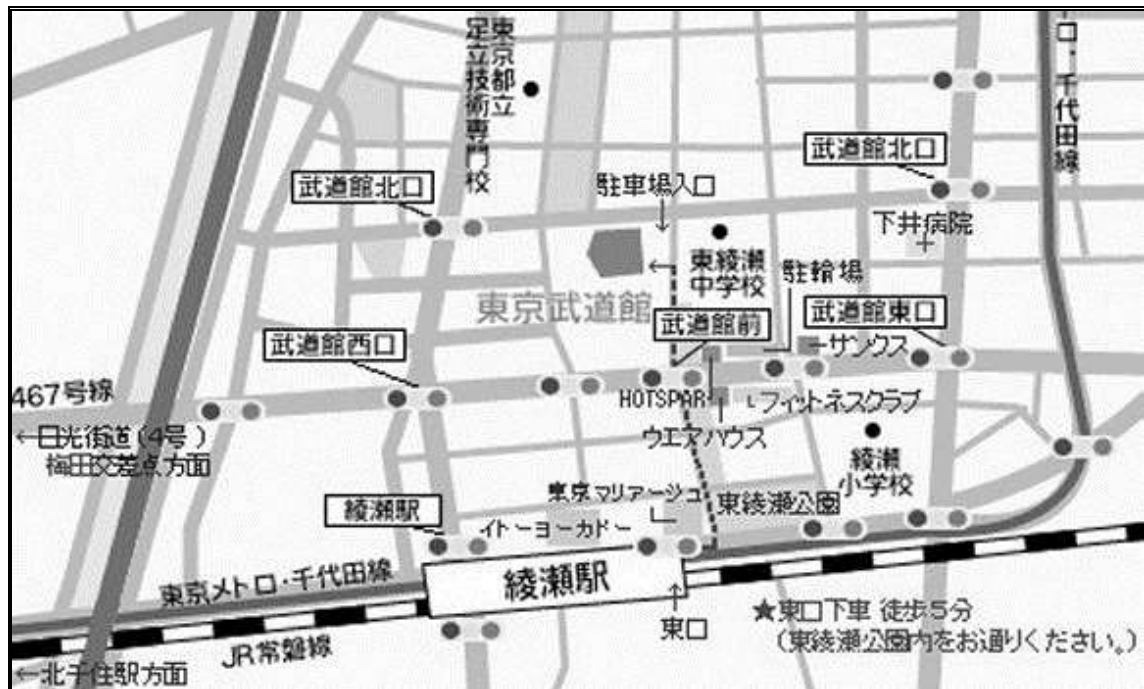 東京都立
足立技術専門校
メトロ・千代田線
武道館北口
武道館北口
駐車場入口
下井病院
東綾瀬
中学校
駐輪場
東京武道館
武道館前
武道館東口
武道館西口
サンクス
467号線
HOTSPAR
フィットネスクラブ
←日光街道(4号)
梅田交差点方面
ウエアハウス
綾瀬
小学校
東京マリアージュ
東綾瀬公園
綾瀬駅
イトーヨーカドー
綾瀬駅
東京メトロ・千代田線
東口
★東口下車 徒歩5分
(東綾瀬公園内をお通りください。)
JR常磐線
←北千住駅方面